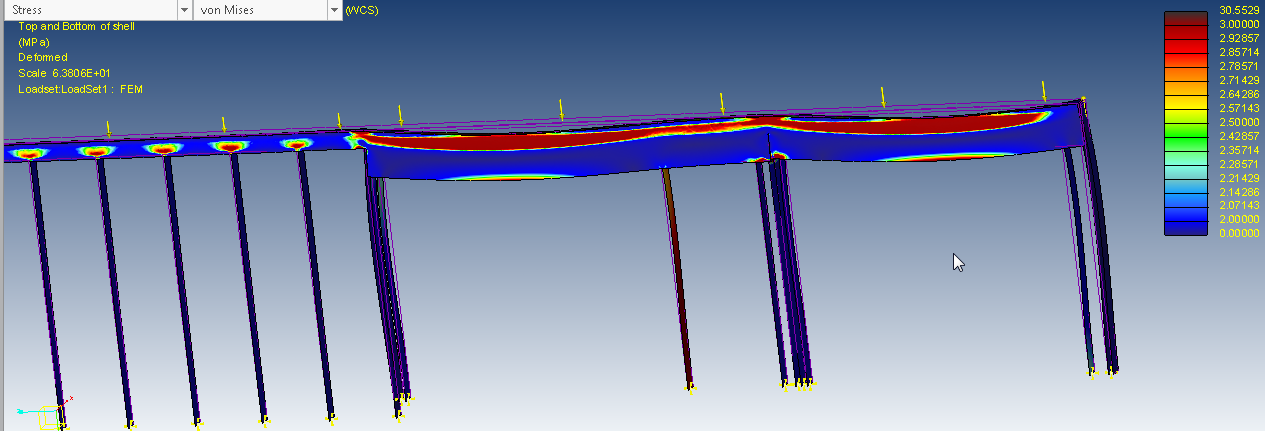 Stress
von Mises
(WCS)
Top and Bottom of shell
(MPa)
Deformed
Scale 6.3806E+01
Loadset:LoadSet1 : FEM
30.5529
3.00000
2.92857
2.85714
2.78571
2.71429
2.64286
2.57143
2.50000
2.42857
2.35714
2.28571
2.21429
2.14286
2.07143
2.00000
0.00000